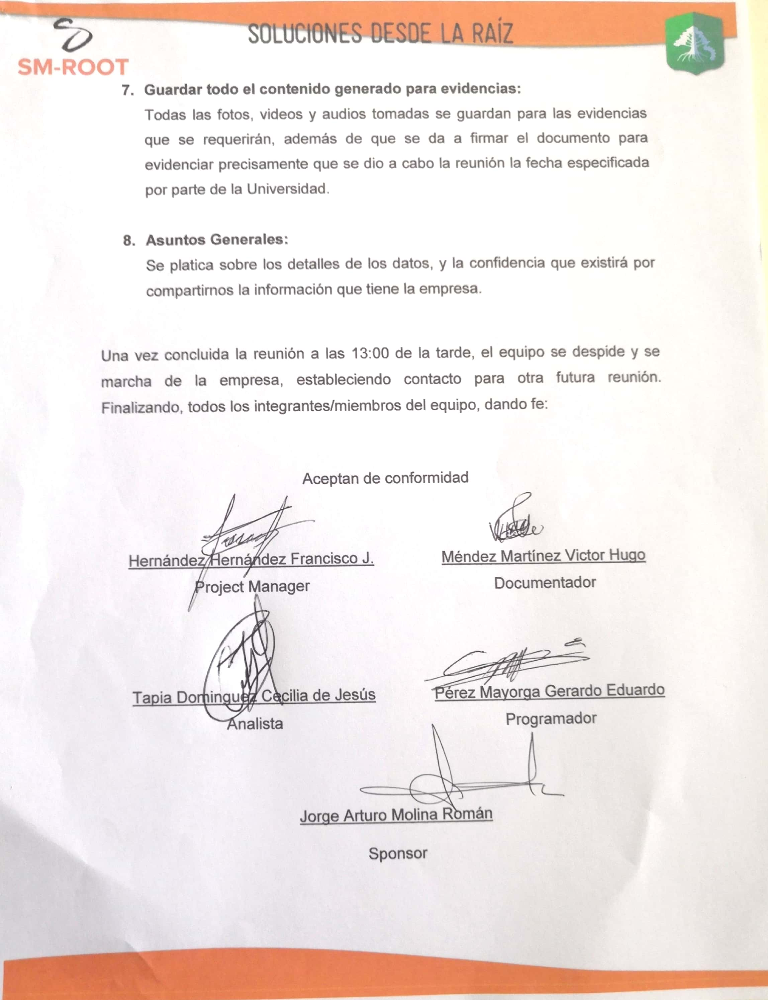 SOLUCIONES DESDE LA RAÍZ
SM-ROOT
7. Guardar todo el contenido generado para evidencias:
Todas las fotos, videos y audios tomadas se guardan para las evidencias
que se requerirán, además de que se da a firmar el documento para
evidenciar precisamente que se dio a cabo la reunión la fecha especificada
por parte de la Universidad.
8. Asuntos Generales:
Se platica sobre los detalles de los datos, y la confidencia que existirá por
compartirnos la información que tiene la empresa.
Una vez concluida la reunión a las 13:00 de la tarde, el equipo se despide y se
marcha de la empresa, estableciendo contacto para otra futura reunión.
Finalizando, todos los integrantes/miembros del equipo, dando fe:
Aceptan de conformidad
Hernández Hernández Francisco J.
Project Manager
Méndez Martínez Victor Hugo
Documentador
Tapia Dominguez Cecilia de Jesús
Analista
Pérez Mayorga Gerardo Eduardo
Programador
Jorge Arturo Molina Román
Sponsor